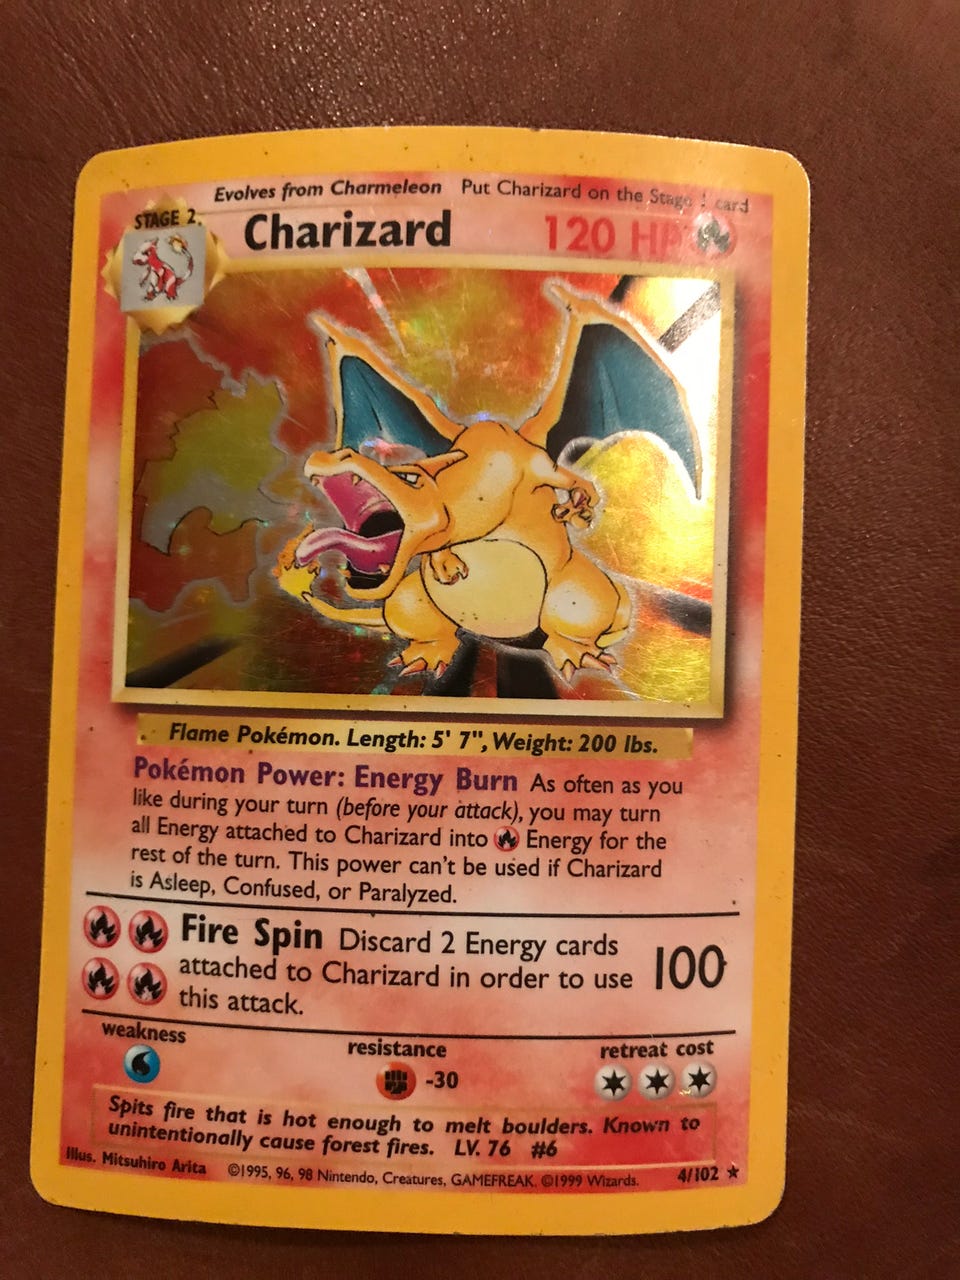 Evolves from Charmeleon Put Charizard on the Stage 1 card
STAGE 2
Charizard 120 HP
Flame Pokémon. Length: 5' 7", Weight: 200 lbs.
Pokémon Power: Energy Burn As often as you
like during your turn (before your attack), you may turn
all Energy attached to Charizard into Energy for the
rest of the turn. This power can't be used if Charizard
is Asleep, Confused, or Paralyzed.
Fire Spin Discard 2 Energy cards
attached to Charizard in order to use 100
this attack.
weakness
resistance
retreat cost
-30
Spits fire that is hot enough to melt boulders. Known to
unintentionally cause forest fires. LV. 76 #6
Illus. Mitsuhiro Arita ©1995, 96, 98 Nintendo, Creatures, GAMEFREAK. ©1999 Wizards. 4/102 ★